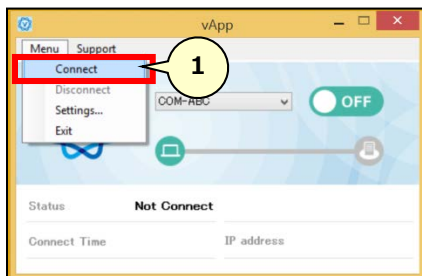 vApp
Menu Support
Connect
1
Disconnect
COM-ABC
OFF
Settings...
Exit
Status Not Connect
Connect Time IP address